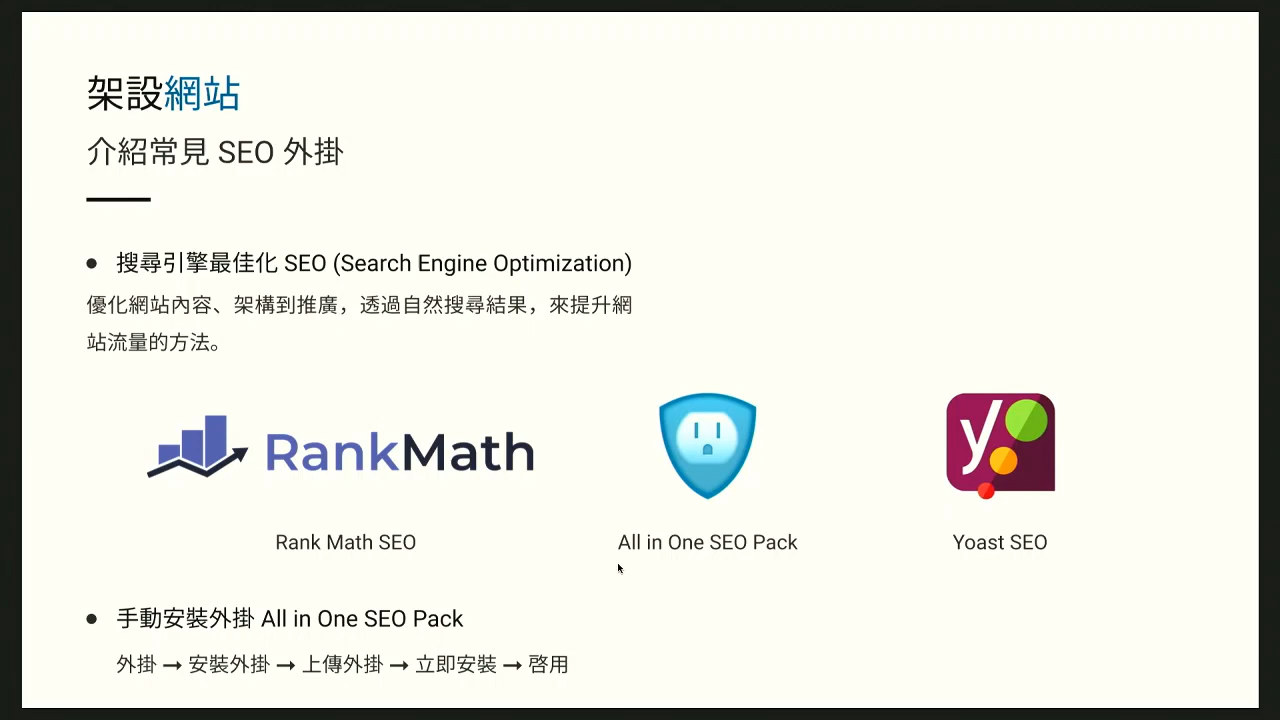 架設網站
介紹常見 SEO 外掛
● 搜尋引擎最佳化 SEO (Search Engine Optimization)
優化網站內容、架構到推廣，透過自然搜尋結果，來提升網
站流量的方法。
RankMath
y
Rank Math SEO
All in One SEO Pack
Yoast SEO
● 手動安裝外掛 All in One SEO Pack
外掛 → 安裝外掛 → 上傳外掛 → 立即安裝 → 啓用